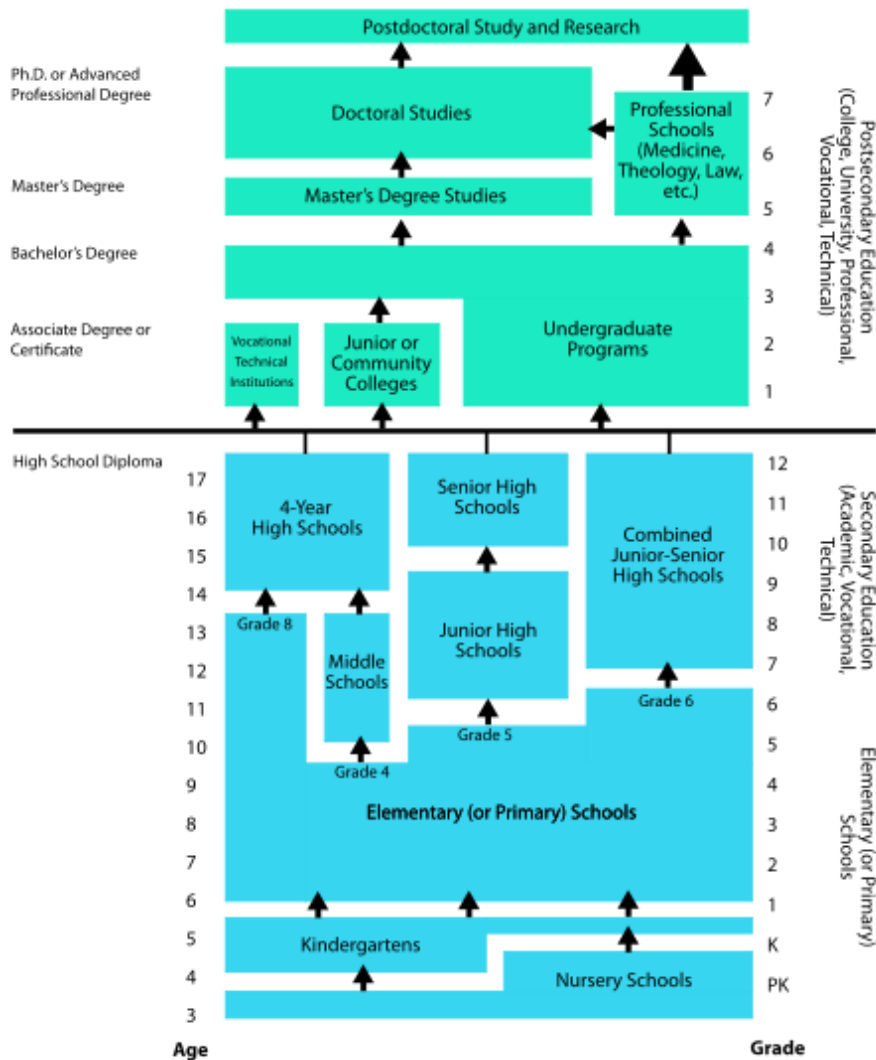 Postdoctoral Study and Research
Ph.D. or Advanced
Professional Degree
Doctoral Studies
Professional
Schools
(Medicine,
Theology, Law,
etc.)
7
6
Master's Degree
Master's Degree Studies
5
Bachelor's Degree
4
3
Associate Degree or
Certificate
Vocational
Technical
Institutions
Junior or
Community
Colleges
Undergraduate
Programs
2
1
Postsecondary Education
(College, University, Professional,
Vocational, Technical)
High School Diploma
17
16
15
14
13
12
11
10
9
8
7
6
5
4
3
4-Year
High Schools
Senior High
Schools
Combined
Junior-Senior
High Schools
Grade 8
Middle
Schools
Junior High
Schools
Grade 6
Grade 5
Grade 4
Elementary (or Primary) Schools
Kindergartens
Nursery Schools
12
11
10
9
8
7
6
5
4
3
2
1
K
PK
Secondary Education
(Academic, Vocational,
Technical)
Elementary (or Primary)
Schools
Age
Grade